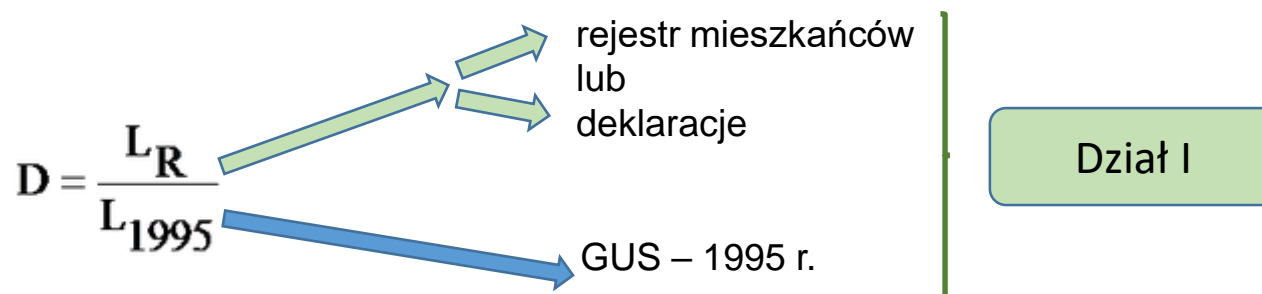 rejestr mieszkańców
lub
deklaracje
D = L_R / L_1995
GUS – 1995 r.
Dział I